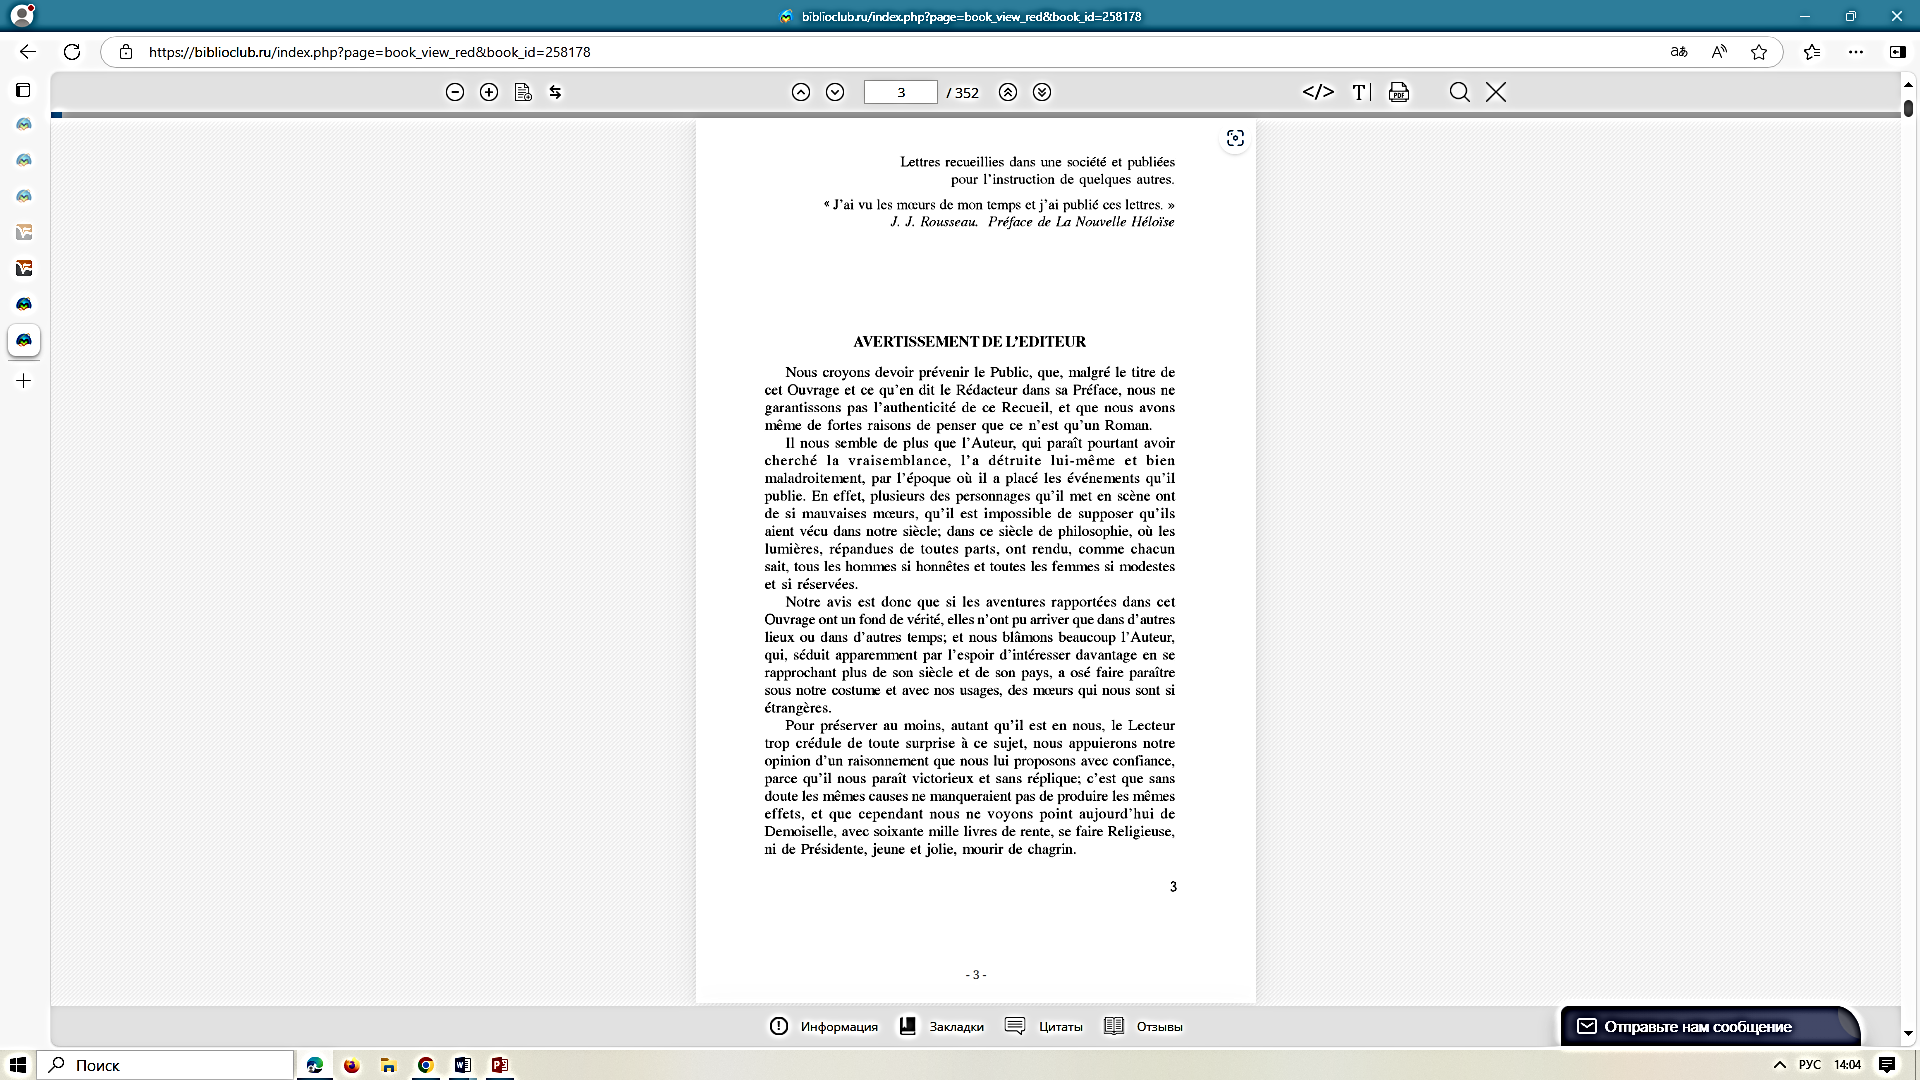 biblioclub.ru/index.php?page=book_view_red&book_id=258178
https://biblioclub.ru/index.php?page=book_view_red&book_id=258178
3 / 352
Lettres recueillies dans une société et publiées
pour l'instruction de quelques autres.
« J'ai vu les mœurs de mon temps et j'ai publié ces lettres. »
J. J. Rousseau. Préface de La Nouvelle Héloïse
AVERTISSEMENT DE L'EDITEUR
Nous croyons devoir prévenir le Public, que, malgré le titre de
cet Ouvrage et ce qu'en dit le Rédacteur dans sa Préface, nous ne
garantissons pas l'authenticité de ce Recueil, et que nous avons
même de fortes raisons de penser que ce n'est qu'un Roman.
Il nous semble de plus que l'Auteur, qui paraît pourtant avoir
cherché la vraisemblance, l'a détruite lui-même et bien
maladroitement, par l'époque où il a placé les événements qu'il
publie. En effet, plusieurs des personnages qu'il met en scène ont
de si mauvaises mœurs, qu'il est impossible de supposer qu'ils
aient vécu dans notre siècle; dans ce siècle de philosophie, où les
lumières, répandues de toutes parts, ont rendu, comme chacun
sait, tous les hommes si honnêtes et toutes les femmes si modestes
et si réservées.
Notre avis est donc que si les aventures rapportées dans cet
Ouvrage ont un fond de vérité, elles n'ont pu arriver que dans d'autres
lieux ou dans d'autres temps; et nous blâmons beaucoup l'Auteur,
qui, séduit apparemment par l'espoir d'intéresser davantage en se
rapprochant plus de son siècle et de son pays, a osé faire paraître
sous notre costume et avec nos usages, des mœurs qui nous sont si
étrangères.
Pour préserver au moins, autant qu'il est en nous, le Lecteur
trop crédule de toute surprise à ce sujet, nous appuierons notre
opinion d'un raisonnement que nous lui proposons avec confiance,
parce qu'il nous paraît victorieux et sans réplique; c'est que sans
doute les mêmes causes ne manqueraient pas de produire les mêmes
effets, et que cependant nous ne voyons point aujourd'hui de
Demoiselle, avec soixante mille livres de rente, se faire Religieuse,
ni de Présidente, jeune et jolie, mourir de chagrin.
3
- 3 -
Информация Закладки Цитаты Отзывы
Отправьте нам сообщение
Поиск
РУС 14:04